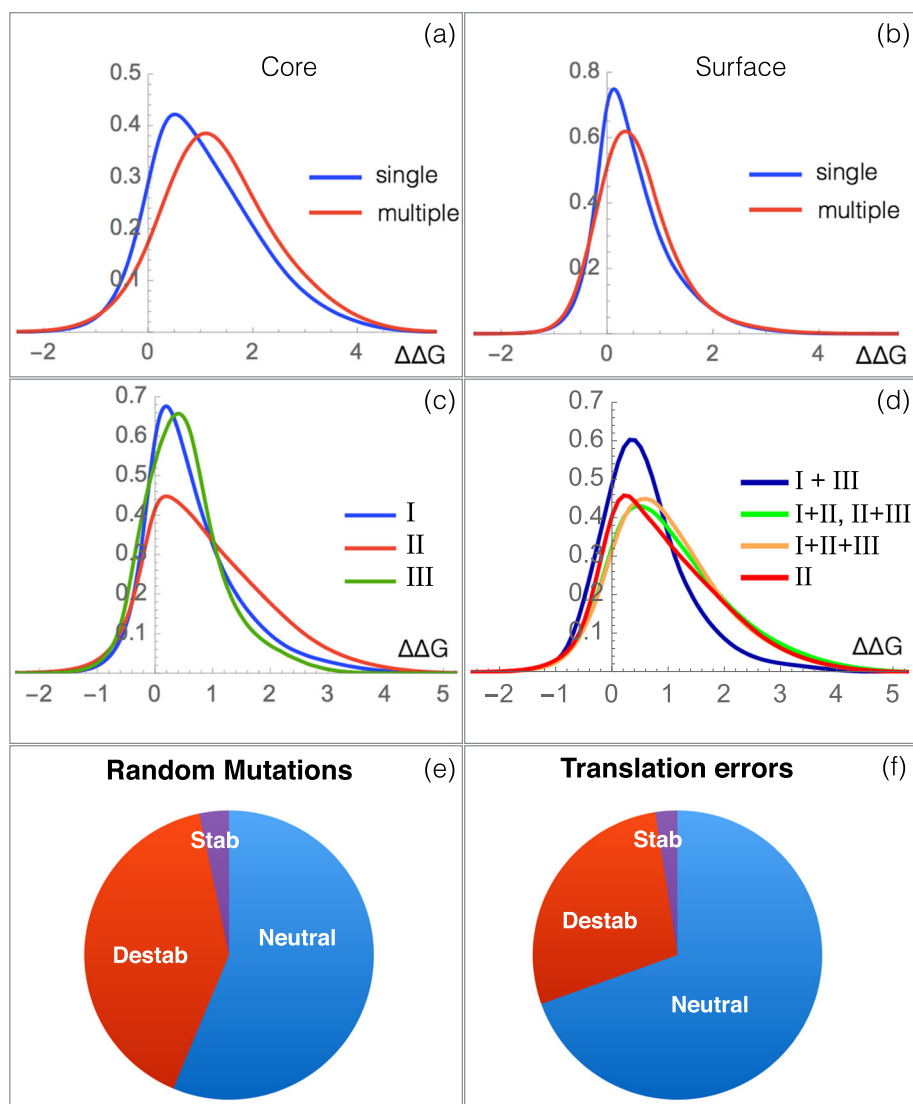 (a)
Core
0.5
0.4
0.3
0.2
0.1
single
multiple
−2 0 2 4 ΔΔG
(b)
Surface
0.8
0.6
0.4
0.2
single
multiple
−2 0 2 4 ΔΔG
(c)
0.7
0.6
0.5
0.4
0.3
0.2
0.1
I
II
III
ΔΔG
−2 −1 0 1 2 3 4 5
(d)
0.7
0.6
0.5
0.4
0.3
0.2
0.1
I + III
I+II, II+III
I+II+III
II
ΔΔG
−2 −1 0 1 2 3 4 5
Random Mutations (e)
Stab
Neutral
Destab
Translation errors (f)
Stab
Destab
Neutral